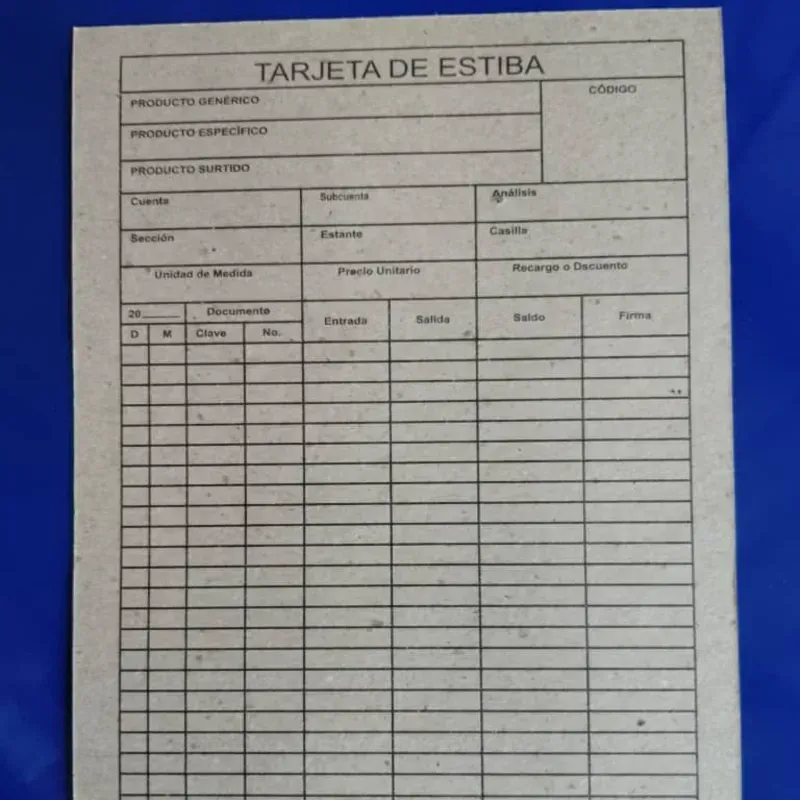 TARJETA DE ESTIBA
PRODUCTO GENÉRICO
CÓDIGO
PRODUCTO ESPECÍFICO
PRODUCTO SURTIDO
Cuenta Subcuenta Análisis
Sección Estante Casilla
Unidad de Medida Precio Unitario Recargo o Dscuento
20______ Documento Entrada Salida Saldo Firma
D M Clave No.